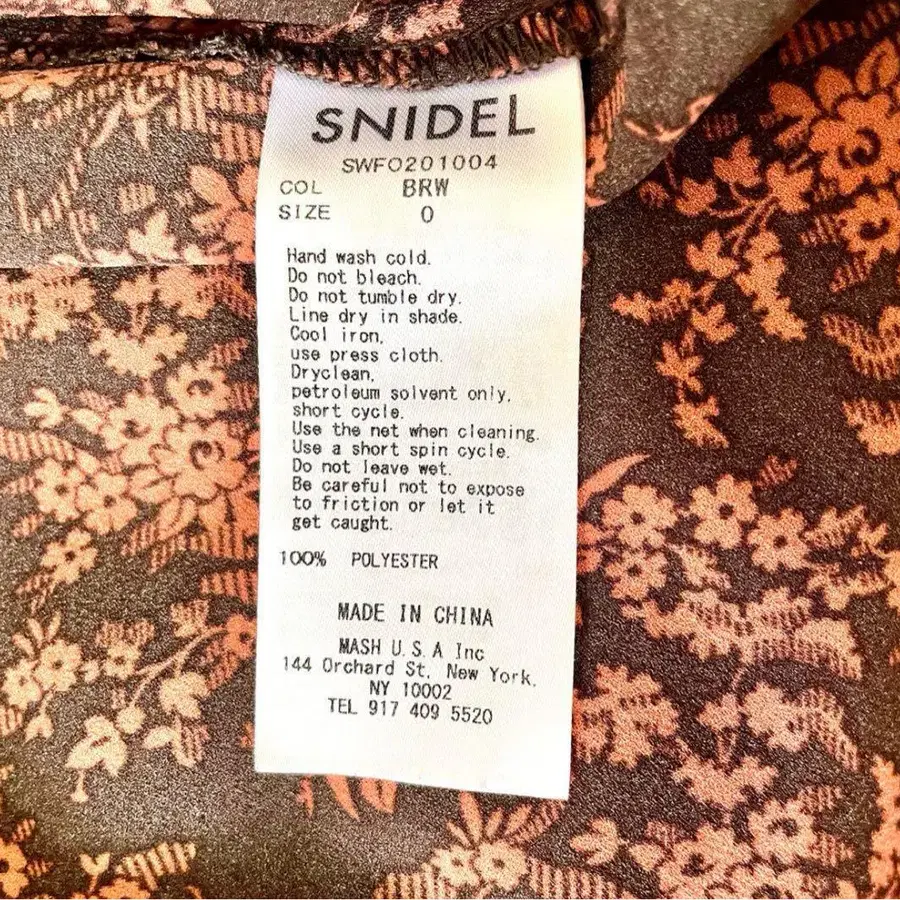 SNIDEL
SWFO201004
COL BRW
SIZE 0
Hand wash cold.
Do not bleach.
Do not tumble dry.
Line dry in shade.
Cool iron,
use press cloth.
Dryclean,
petroleum solvent only,
short cycle.
Use the net when cleaning.
Use a short spin cycle.
Do not leave wet.
Be careful not to expose
to friction or let it
get caught.
100% POLYESTER
MADE IN CHINA
MASH U.S.A Inc
144 Orchard St, New York,
NY 10002
TEL 917 409 5520